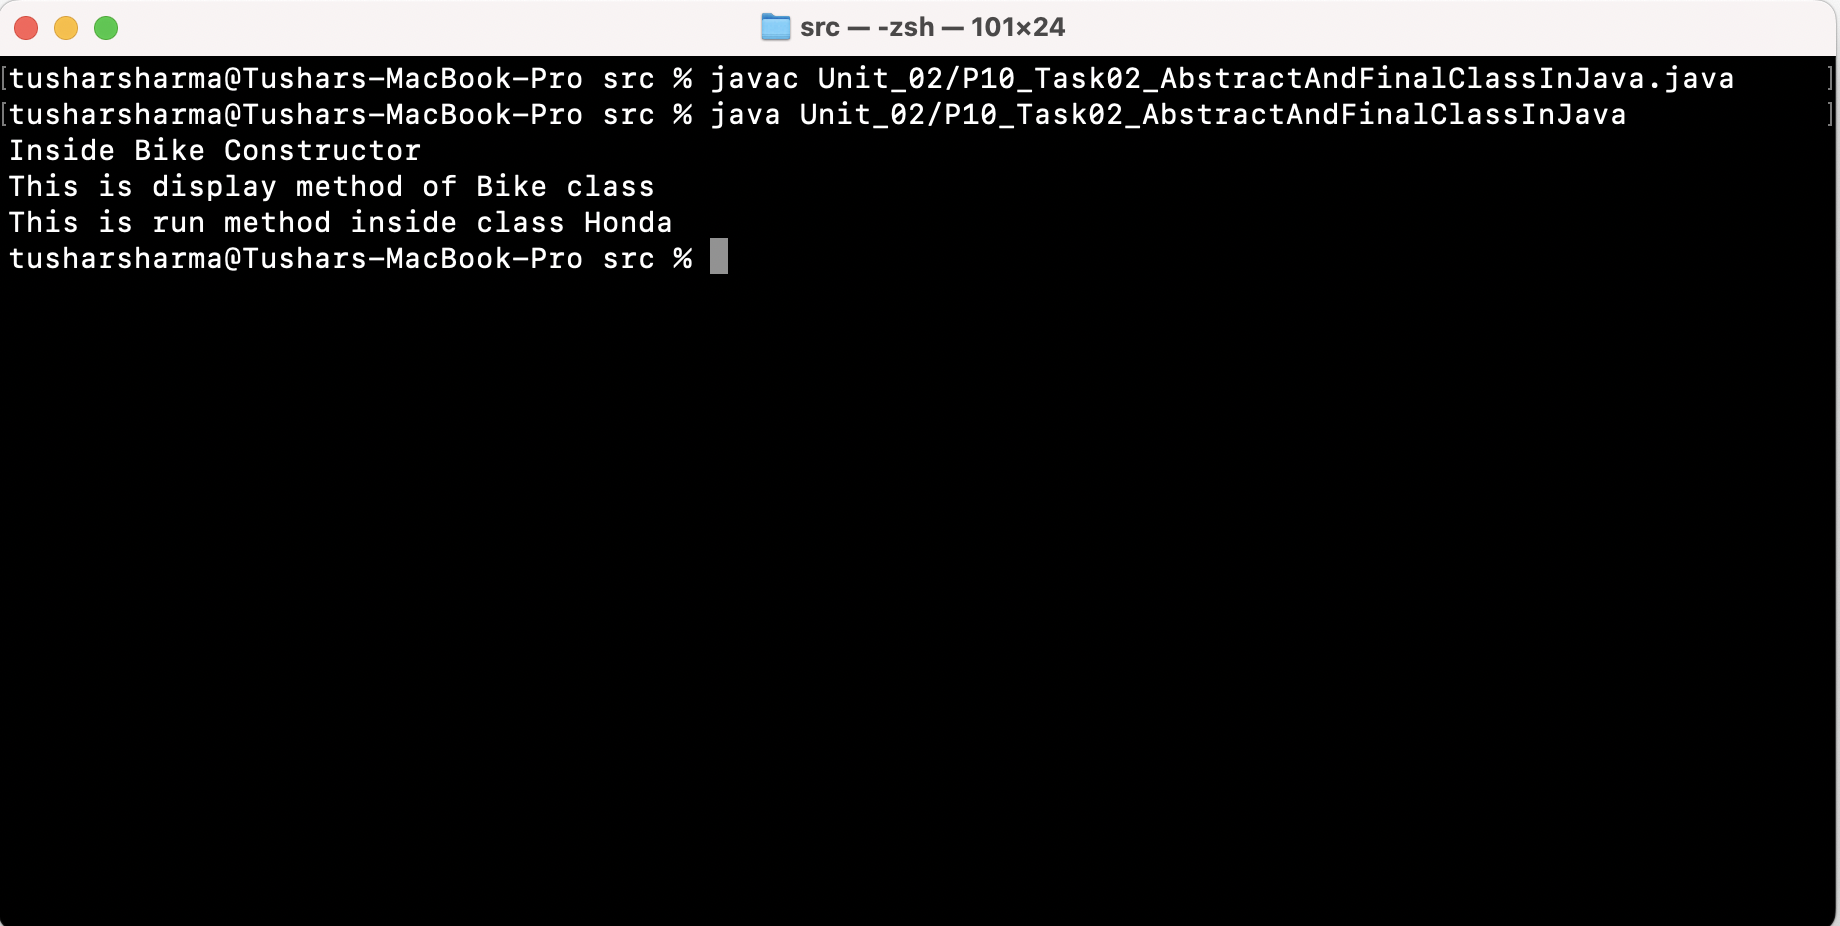 src — -zsh — 101×24
[tusharsharma@Tushars-MacBook-Pro src % javac Unit_02/P10_Task02_AbstractAndFinalClassInJava.java ]
[tusharsharma@Tushars-MacBook-Pro src % java Unit_02/P10_Task02_AbstractAndFinalClassInJava ]
Inside Bike Constructor
This is display method of Bike class
This is run method inside class Honda
tusharsharma@Tushars-MacBook-Pro src %